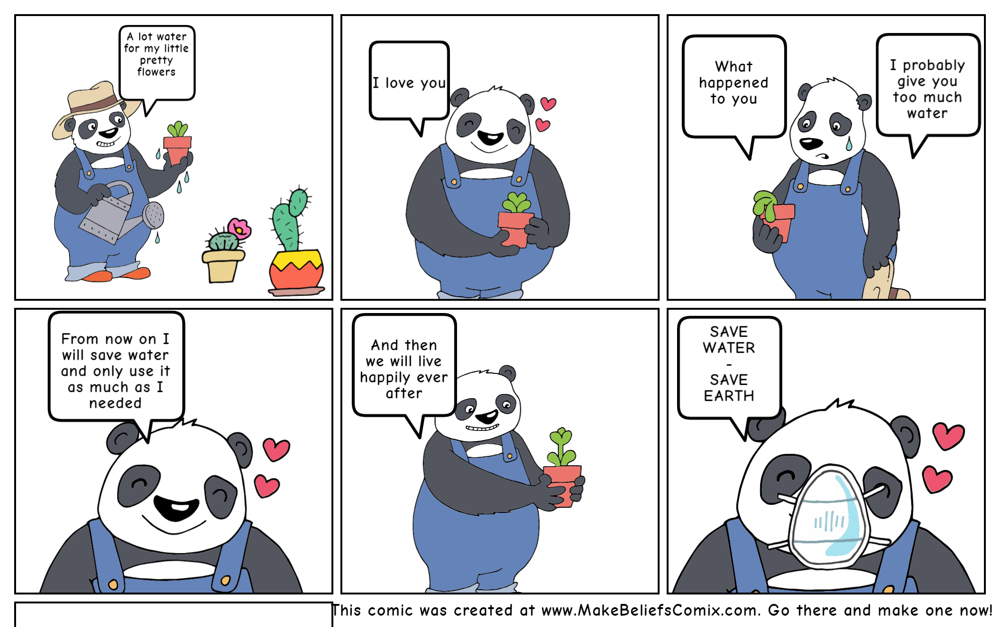 A lot water
for my little
pretty
flowers
I love you
What
happened
to you
I probably
give you
too much
water
From now on I
will save water
and only use it
as much as I
needed
And then
we will live
happily ever
after
SAVE
WATER
-
SAVE
EARTH
This comic was created at www.MakeBeliefsComix.com. Go there and make one now!